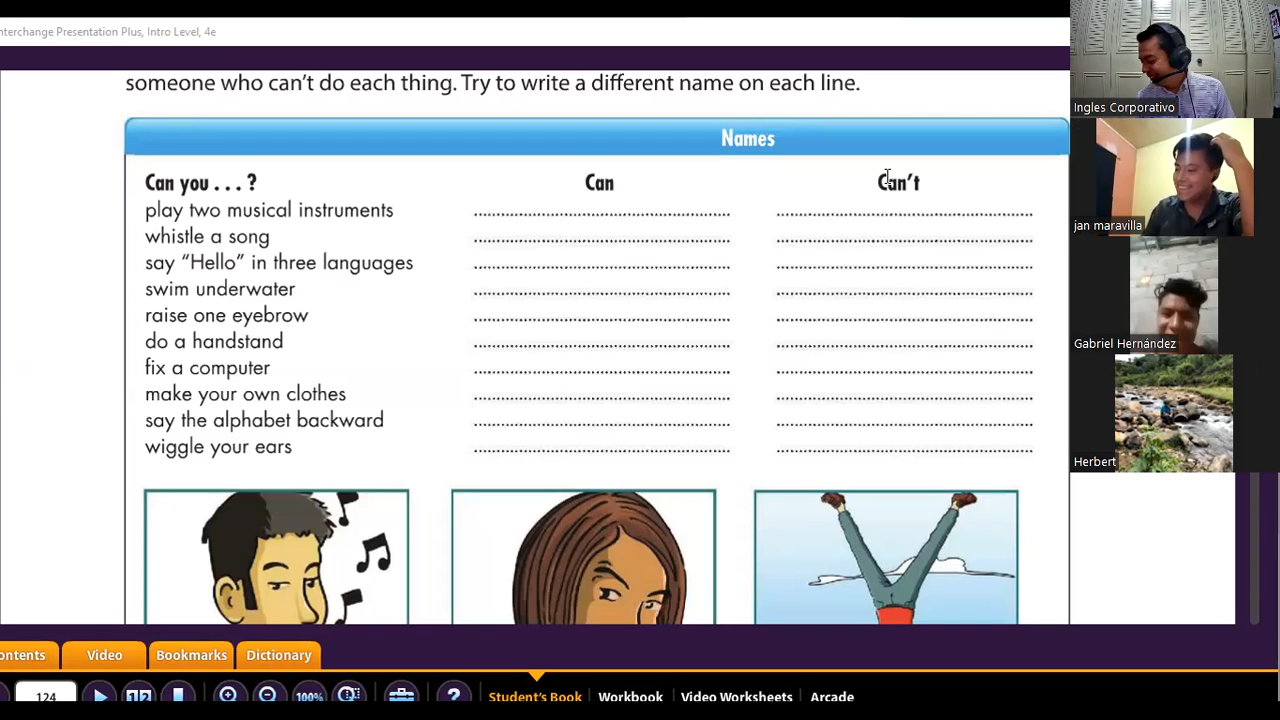 nterchange Presentation Plus, Intro Level, 4e
someone who can't do each thing. Try to write a different name on each line.
Names
Can you . . . ?
Can
Can't
play two musical instruments
whistle a song
say “Hello” in three languages
swim underwater
raise one eyebrow
do a handstand
fix a computer
make your own clothes
say the alphabet backward
wiggle your ears
Ingles Corporativo
jan maravilla
Gabriel Hernández
Herbert
ontents
Video
Bookmarks
Dictionary
124
100%
?
Student's Book
Workbook
Video Worksheets
Arcade